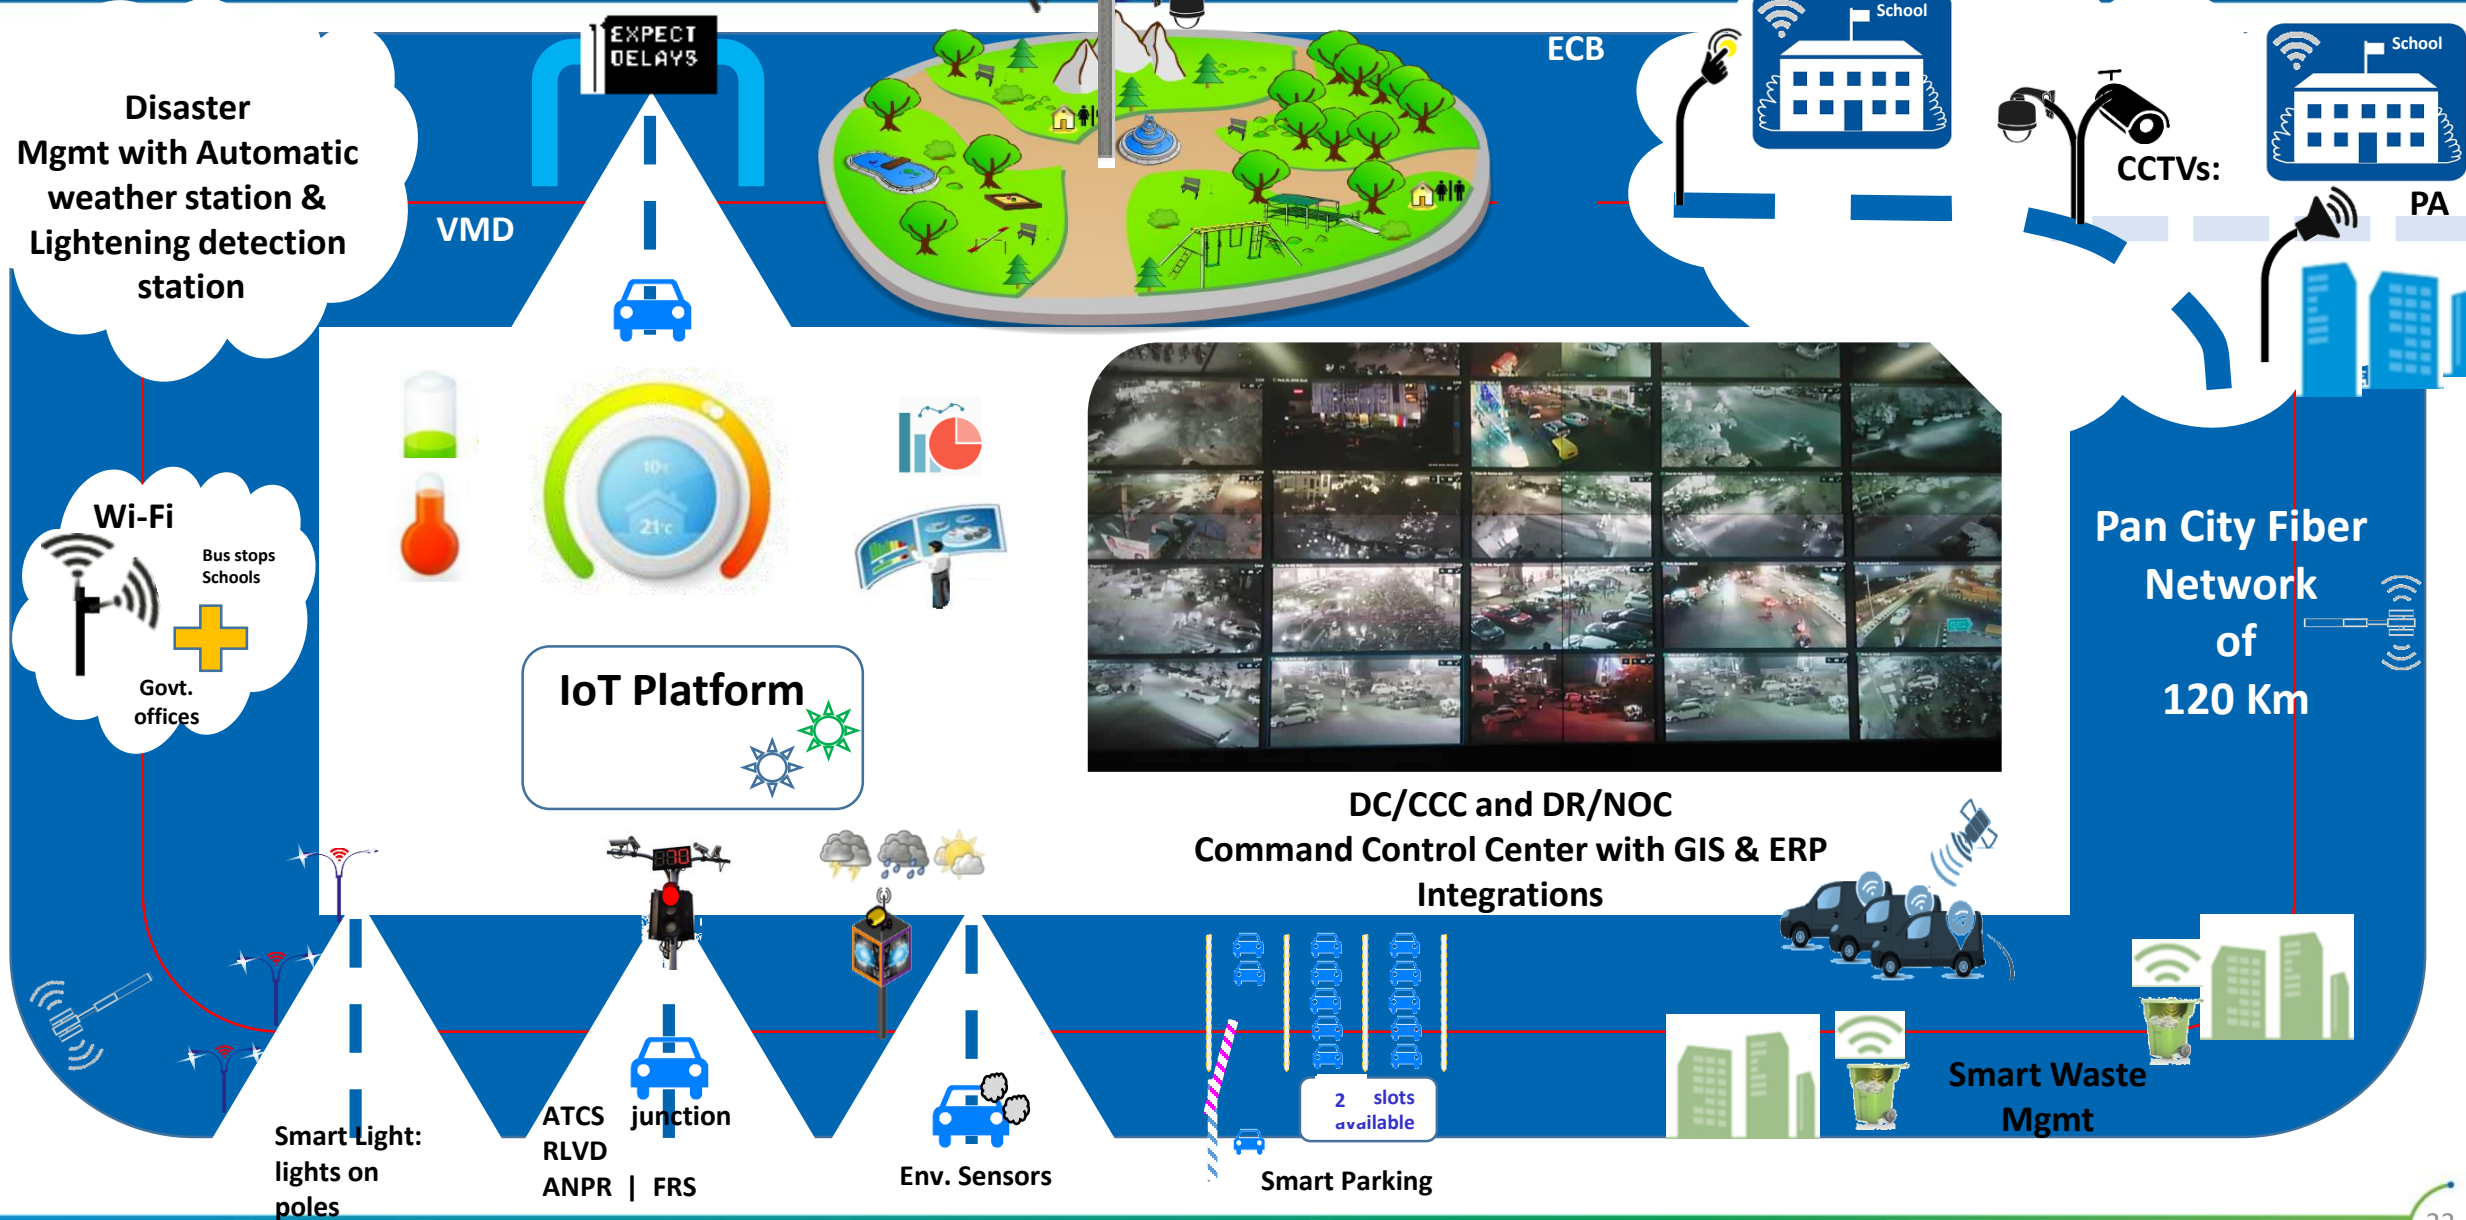 EXPECT
DELAYS
ECB
School
School
Disaster
Mgmt with Automatic
weather station &
Lightening detection
station
VMD
CCTVs:
PA
Wi-Fi
Bus stops
Schools
Govt.
offices
10°c
21°c
IoT Platform
Pan City Fiber
Network
of
120 Km
DC/CCC and DR/NOC
Command Control Center with GIS & ERP
Integrations
Smart Light:
lights on
poles
ATCS junction
RLVD
ANPR | FRS
Env. Sensors
2 slots
available
Smart Parking
Smart Waste
Mgmt